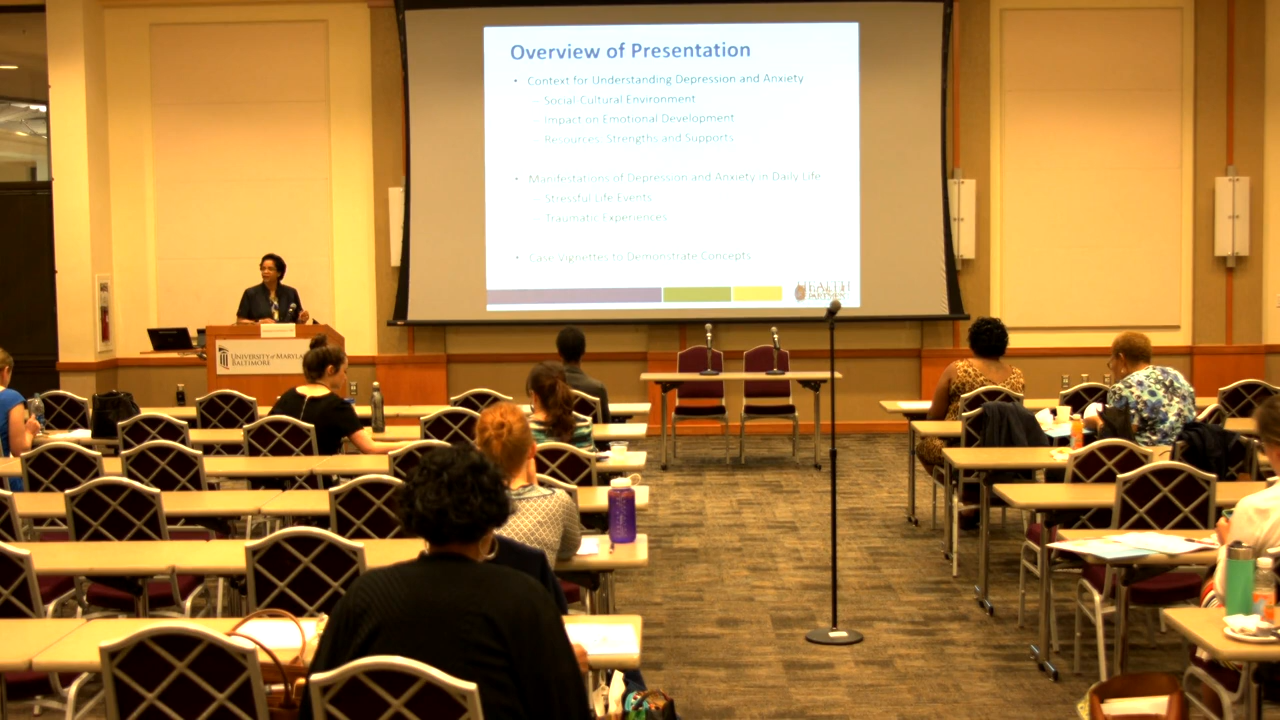 Overview of Presentation
• Context for Understanding Depression and Anxiety
– Social-Cultural Environment
– Impact on Emotional Development
– Resources: Strengths and Supports
• Manifestations of Depression and Anxiety in Daily Life
– Stressful Life Events
– Traumatic Experiences
• Case Vignettes to Demonstrate Concepts
HEALTH
PARTNERS
UNIVERSITY of MARYLAND
BALTIMORE